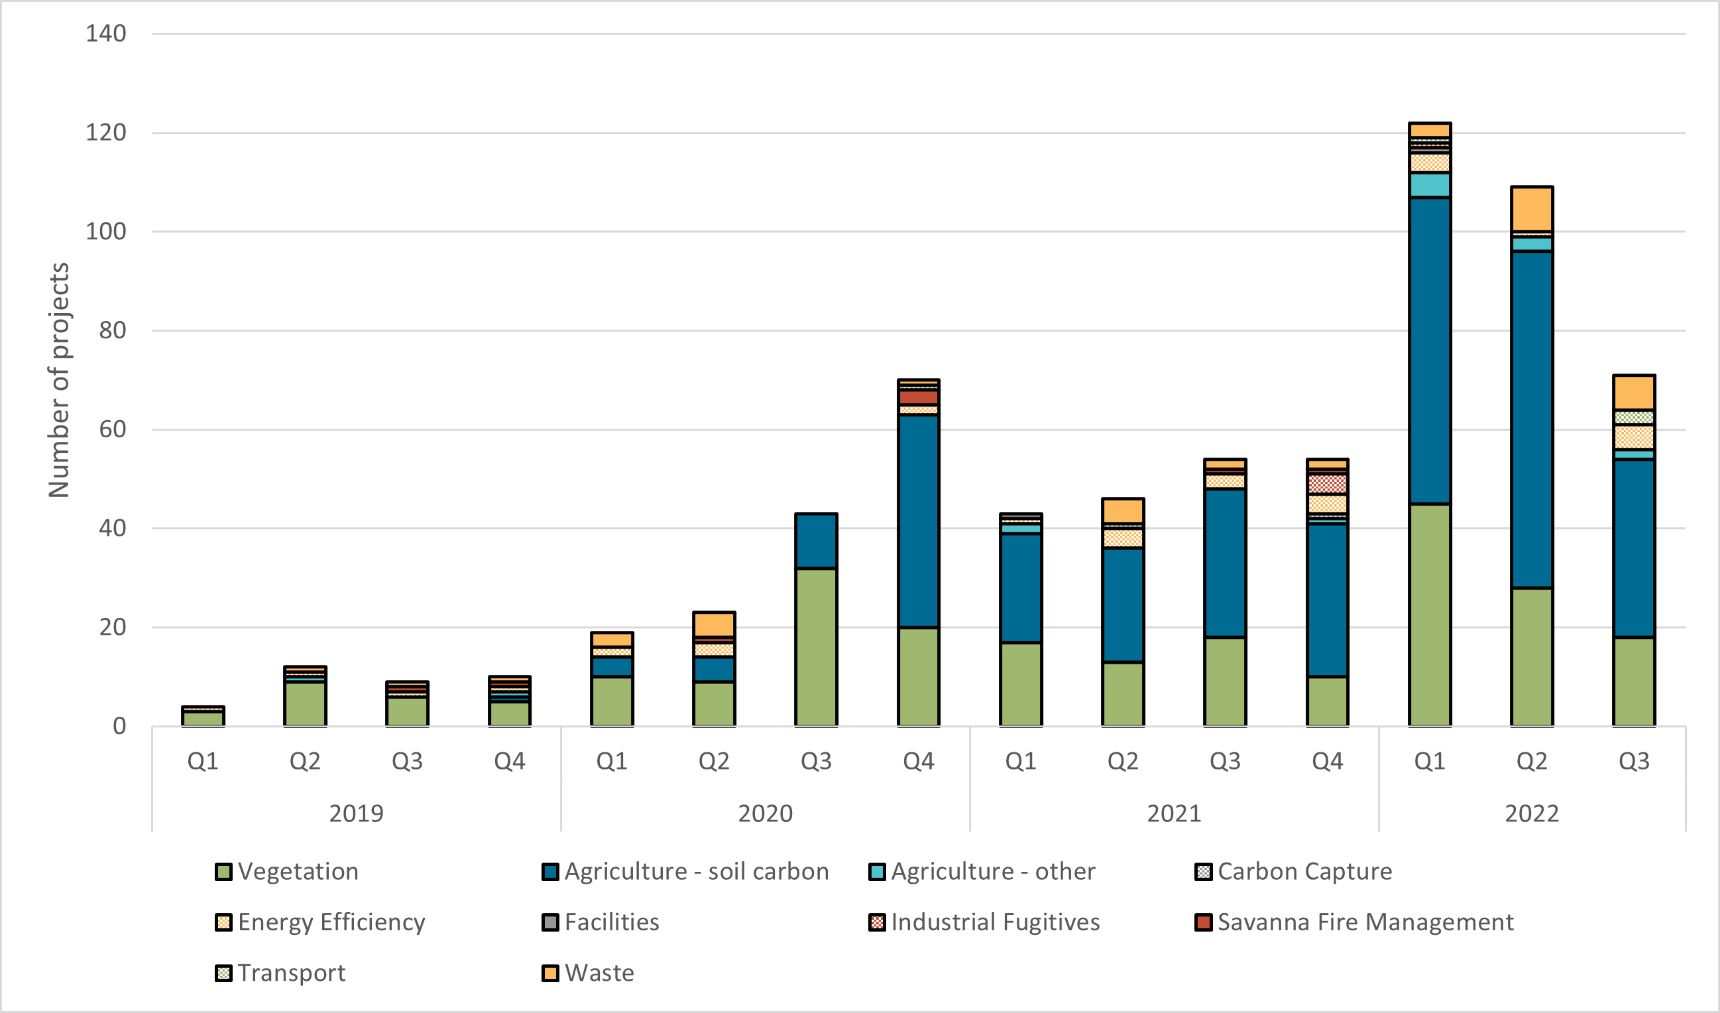 140
120
100
80
60
40
20
0
Number of projects
Q1 Q2 Q3 Q4 Q1 Q2 Q3 Q4 Q1 Q2 Q3 Q4 Q1 Q2 Q3
2019 2020 2021 2022
Vegetation Agriculture - soil carbon Agriculture - other Carbon Capture
Energy Efficiency Facilities Industrial Fugitives Savanna Fire Management
Transport Waste